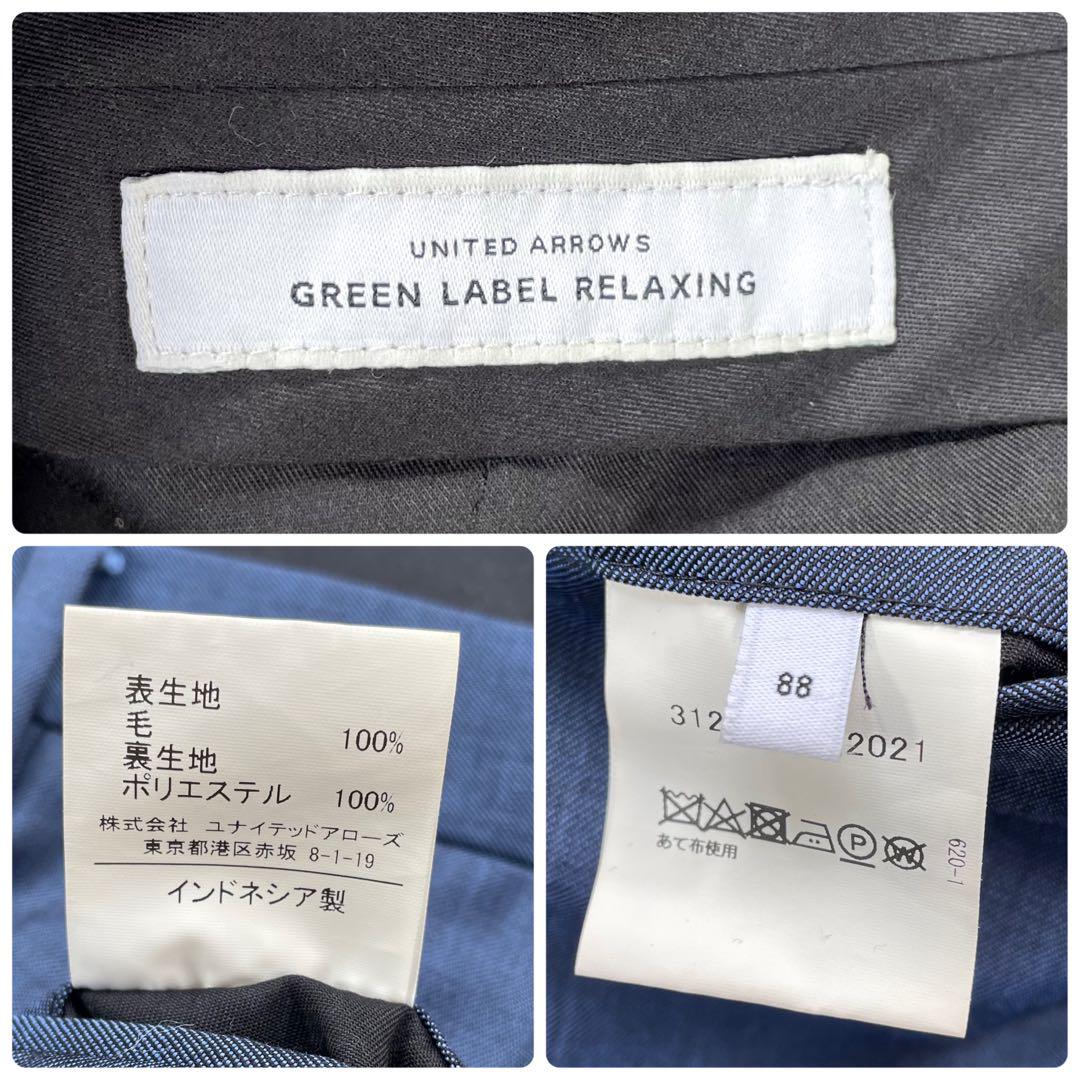 UNITED ARROWS
GREEN LABEL RELAXING
表生地
毛 100%
裏生地
ポリエステル 100%
株式会社 ユナイテッドアローズ
東京都港区赤坂 8-1-19
インドネシア製
88
312 2021
P W
あて布使用
620-1